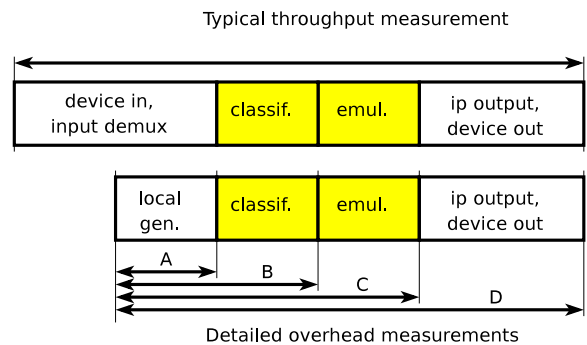 Typical throughput measurement
device in,
input demux
classif.
emul.
ip output,
device out
local
gen.
classif.
emul.
ip output,
device out
A
B
C
D
Detailed overhead measurements